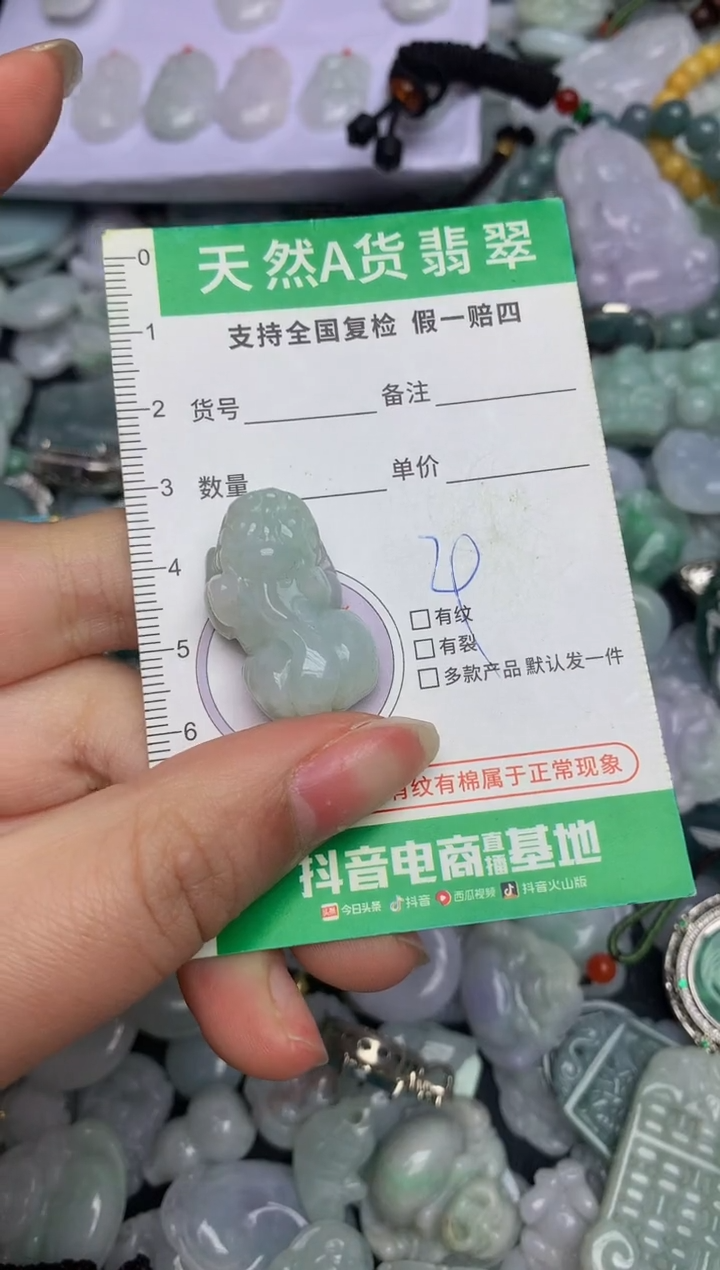 天然A货翡翠
支持全国复检 假一赔四
0
1
货号 备注
2
数量 单价
3
4
有纹
5
有裂
多款产品 默认发一件
6
有纹有棉属于正常现象
抖音电商直播基地
头条 今日头条 抖音 西瓜视频 抖音火山版